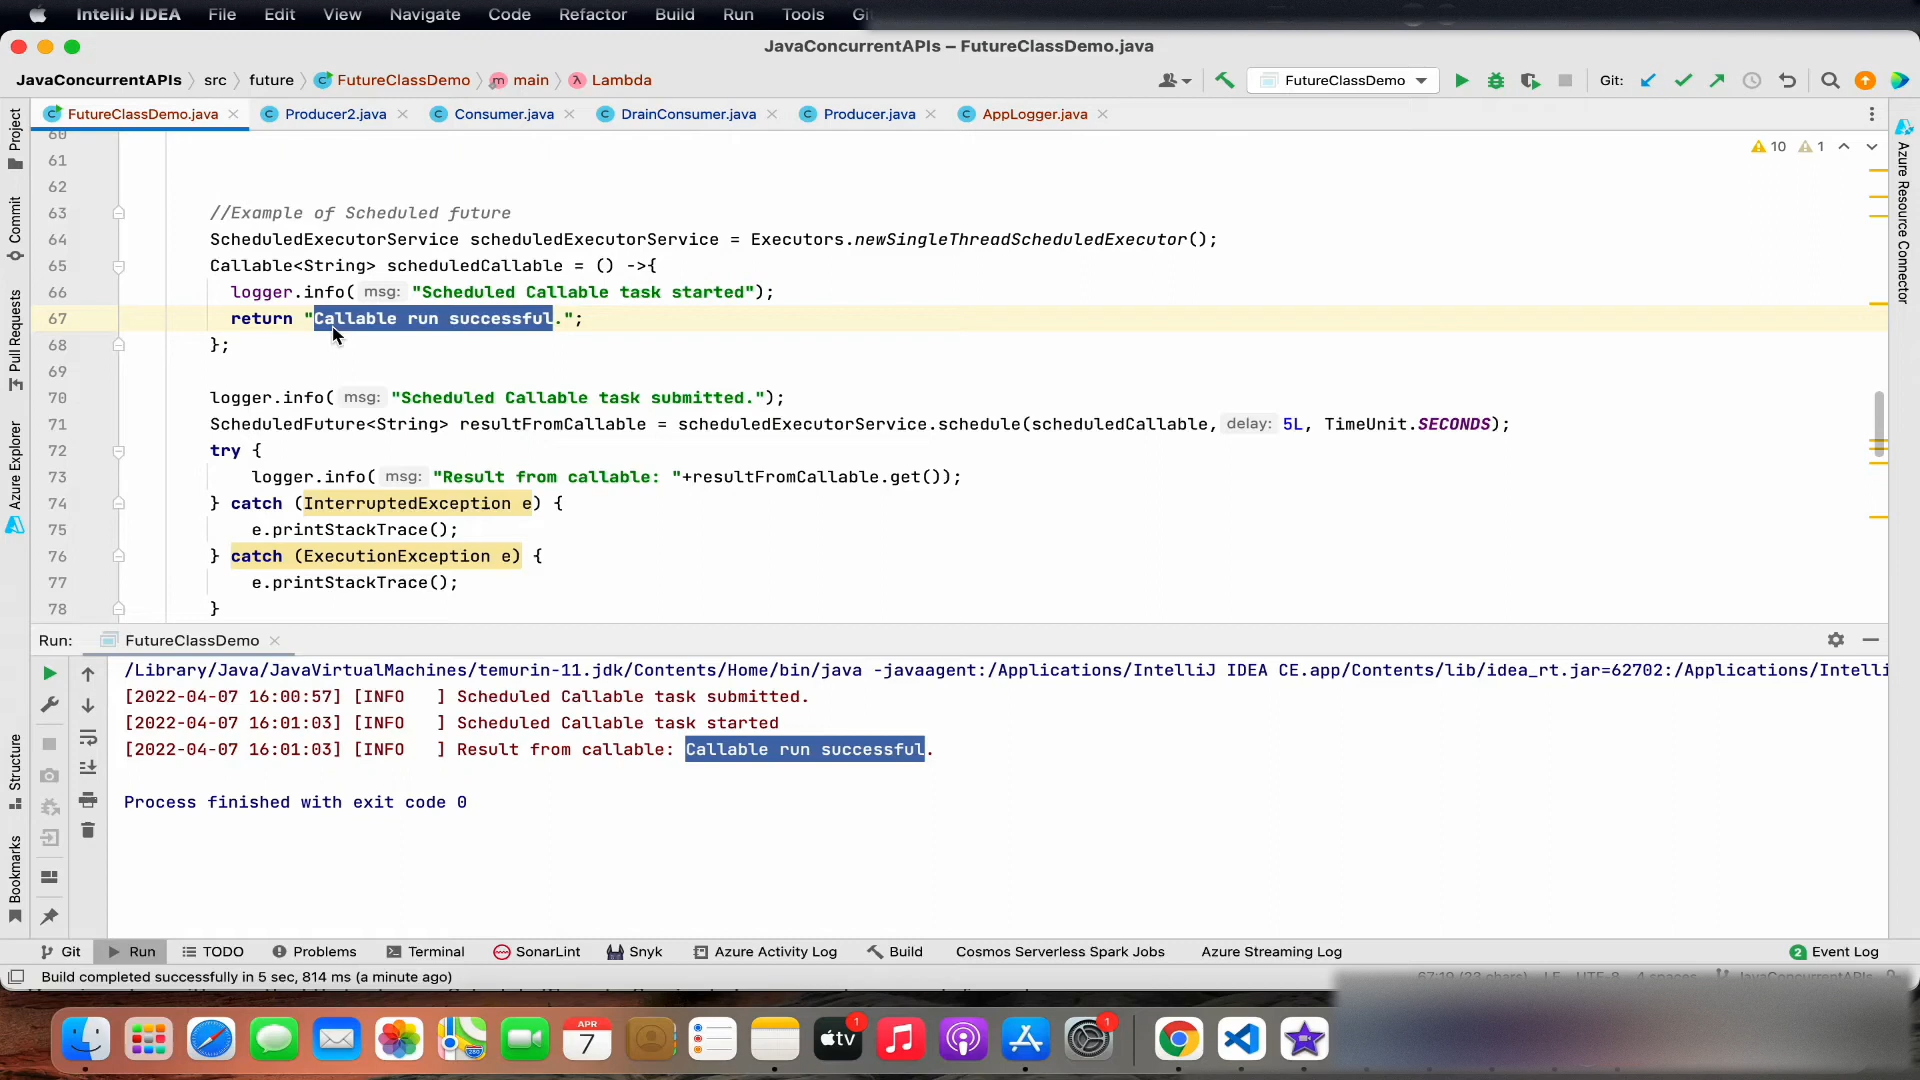 IntelliJ IDEA File Edit View Navigate Code Refactor Build Run Tools
JavaConcurrentAPIs – FutureClassDemo.java
JavaConcurrentAPIs src future FutureClassDemo main Lambda FutureClassDemo Git:
FutureClassDemo.java Producer2.java Consumer.java DrainConsumer.java Producer.java AppLogger.java
Project
Commit
Pull Requests
Azure Explorer
Structure
Bookmarks
Azure Resource Connector
10 1
60
61
62
63 //Example of Scheduled future
64 ScheduledExecutorService scheduledExecutorService = Executors.newSingleThreadScheduledExecutor();
65 Callable<String> scheduledCallable = () ->{
66 logger.info( msg: "Scheduled Callable task started");
67 return "Callable run successful.";
68 };
69
70 logger.info( msg: "Scheduled Callable task submitted.");
71 ScheduledFuture<String> resultFromCallable = scheduledExecutorService.schedule(scheduledCallable, delay: 5L, TimeUnit.SECONDS);
72 try {
73 logger.info( msg: "Result from callable: "+resultFromCallable.get());
74 } catch (InterruptedException e) {
75 e.printStackTrace();
76 } catch (ExecutionException e) {
77 e.printStackTrace();
78 }
Run: FutureClassDemo
/Library/Java/JavaVirtualMachines/temurin-11.jdk/Contents/Home/bin/java -javaagent:/Applications/IntelliJ IDEA CE.app/Contents/lib/idea_rt.jar=62702:/Applications/Intelli
[2022-04-07 16:00:57] [INFO   ] Scheduled Callable task submitted.
[2022-04-07 16:01:03] [INFO   ] Scheduled Callable task started
[2022-04-07 16:01:03] [INFO   ] Result from callable: Callable run successful.
Process finished with exit code 0
Git Run TODO Problems Terminal SonarLint Snyk Azure Activity Log Build Cosmos Serverless Spark Jobs Azure Streaming Log 2 Event Log
Build completed successfully in 5 sec, 814 ms (a minute ago)
APR
7
280
tv
1
1